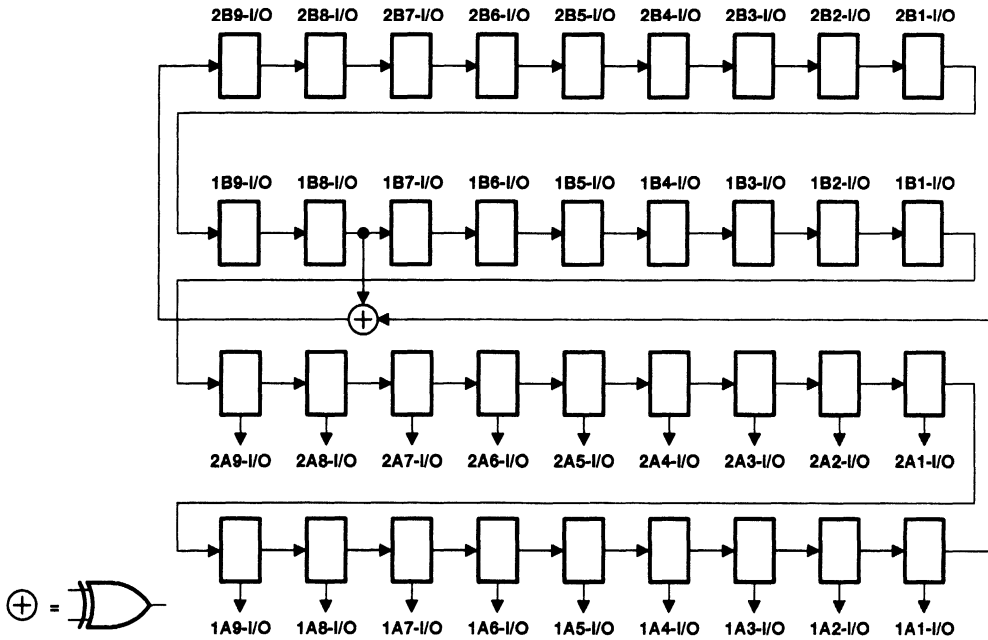 2B9-I/O 2B8-I/O 2B7-I/O 2B6-I/O 2B5-I/O 2B4-I/O 2B3-I/O 2B2-I/O 2B1-I/O
1B9-I/O 1B8-I/O 1B7-I/O 1B6-I/O 1B5-I/O 1B4-I/O 1B3-I/O 1B2-I/O 1B1-I/O
+
2A9-I/O 2A8-I/O 2A7-I/O 2A6-I/O 2A5-I/O 2A4-I/O 2A3-I/O 2A2-I/O 2A1-I/O
+ =
1A9-I/O 1A8-I/O 1A7-I/O 1A6-I/O 1A5-I/O 1A4-I/O 1A3-I/O 1A2-I/O 1A1-I/O